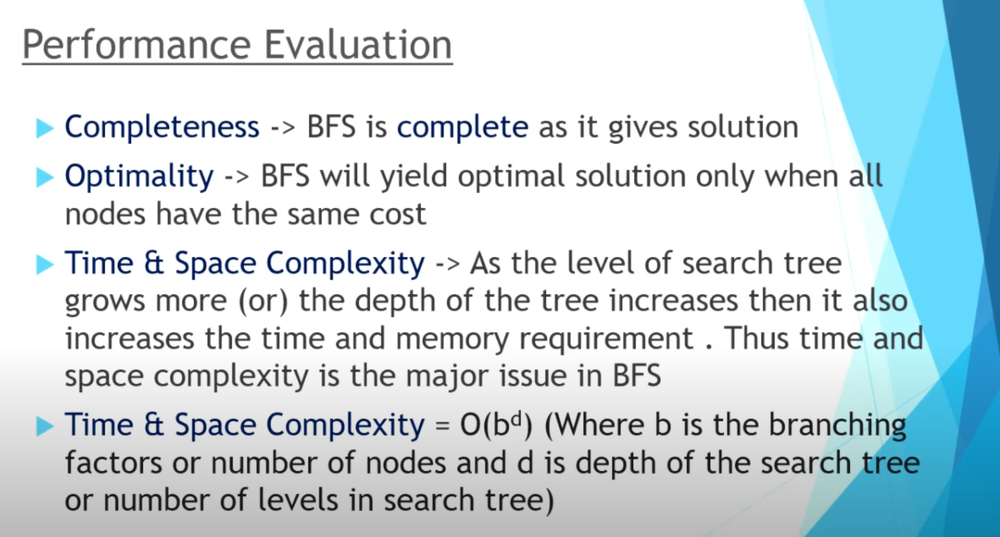 Performance Evaluation
Completeness -> BFS is complete as it gives solution
Optimality -> BFS will yield optimal solution only when all
nodes have the same cost
Time & Space Complexity -> As the level of search tree
grows more (or) the depth of the tree increases then it also
increases the time and memory requirement . Thus time and
space complexity is the major issue in BFS
Time & Space Complexity = O(bᵈ) (Where b is the branching
factors or number of nodes and d is depth of the search tree
or number of levels in search tree)